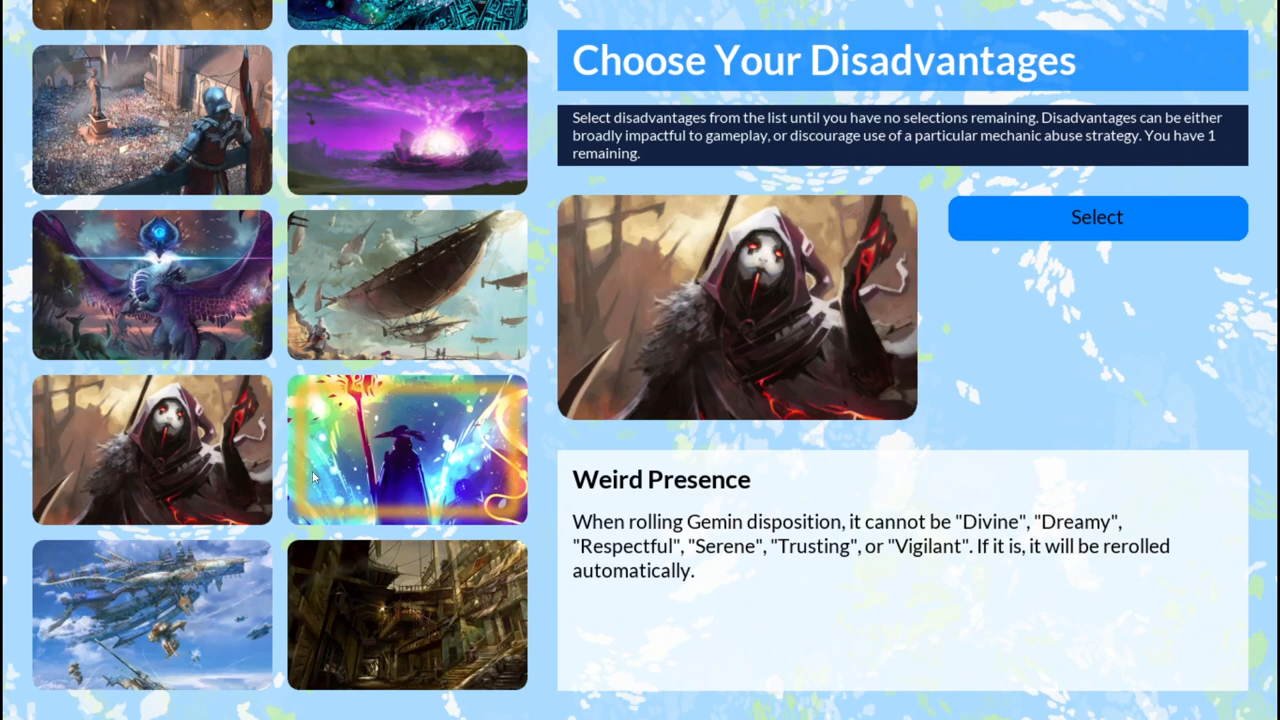 Choose Your Disadvantages
Select disadvantages from the list until you have no selections remaining. Disadvantages can be either
broadly impactful to gameplay, or discourage use of a particular mechanic abuse strategy. You have 1
remaining.
Select
Weird Presence
When rolling Gemin disposition, it cannot be "Divine", "Dreamy",
"Respectful", "Serene", "Trusting", or "Vigilant". If it is, it will be rerolled
automatically.